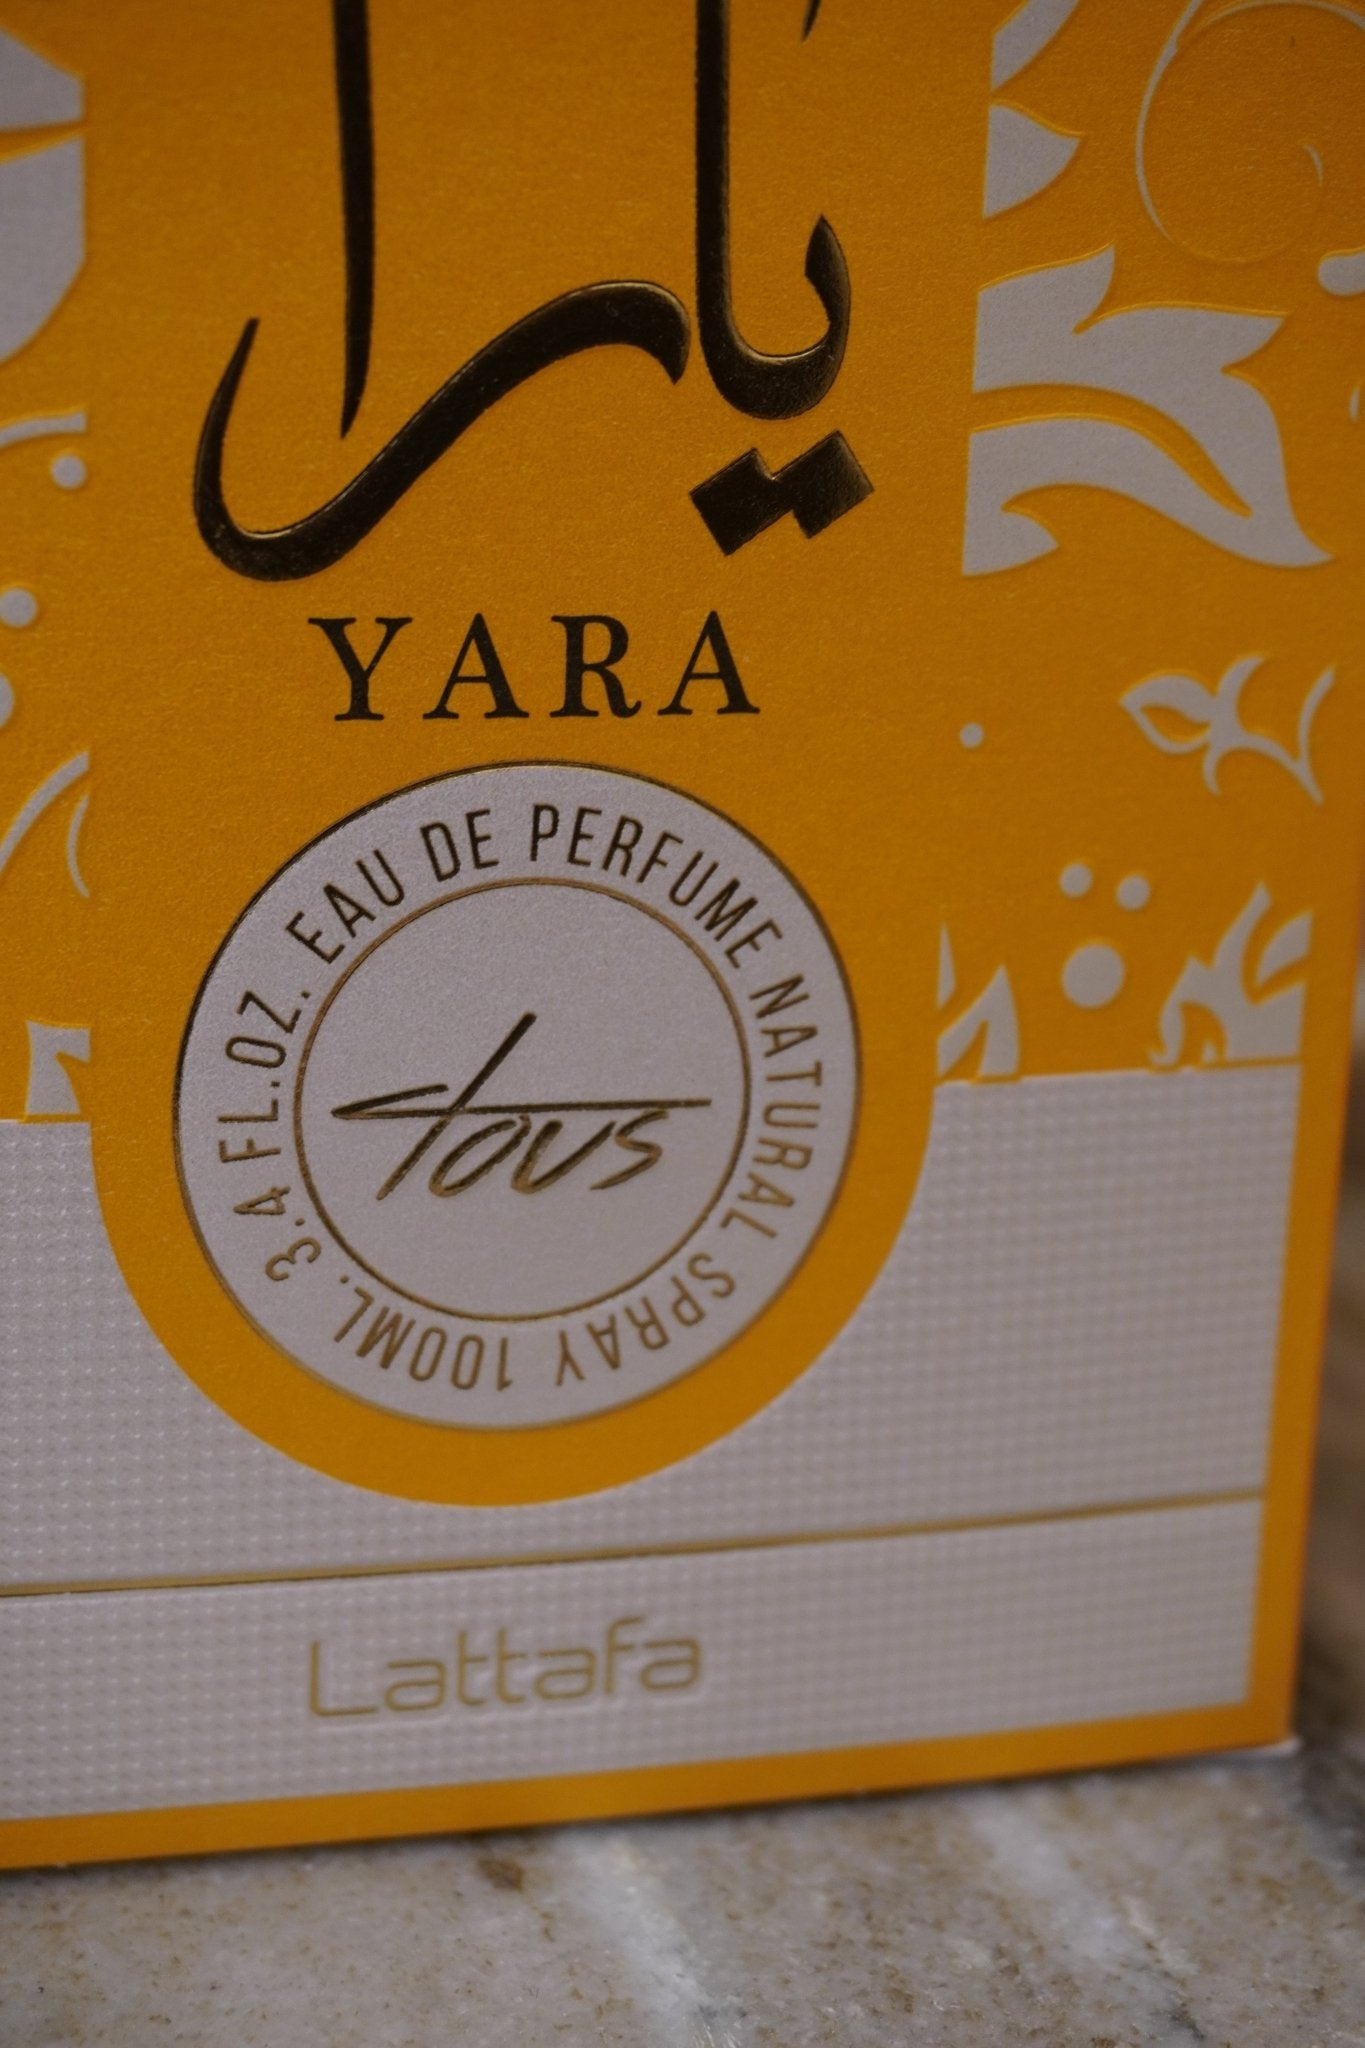 يارا
YARA
EAU DE PERFUME NATURAL SPRAY 100ML. 3.4 FL.OZ.
tous
Lattafa